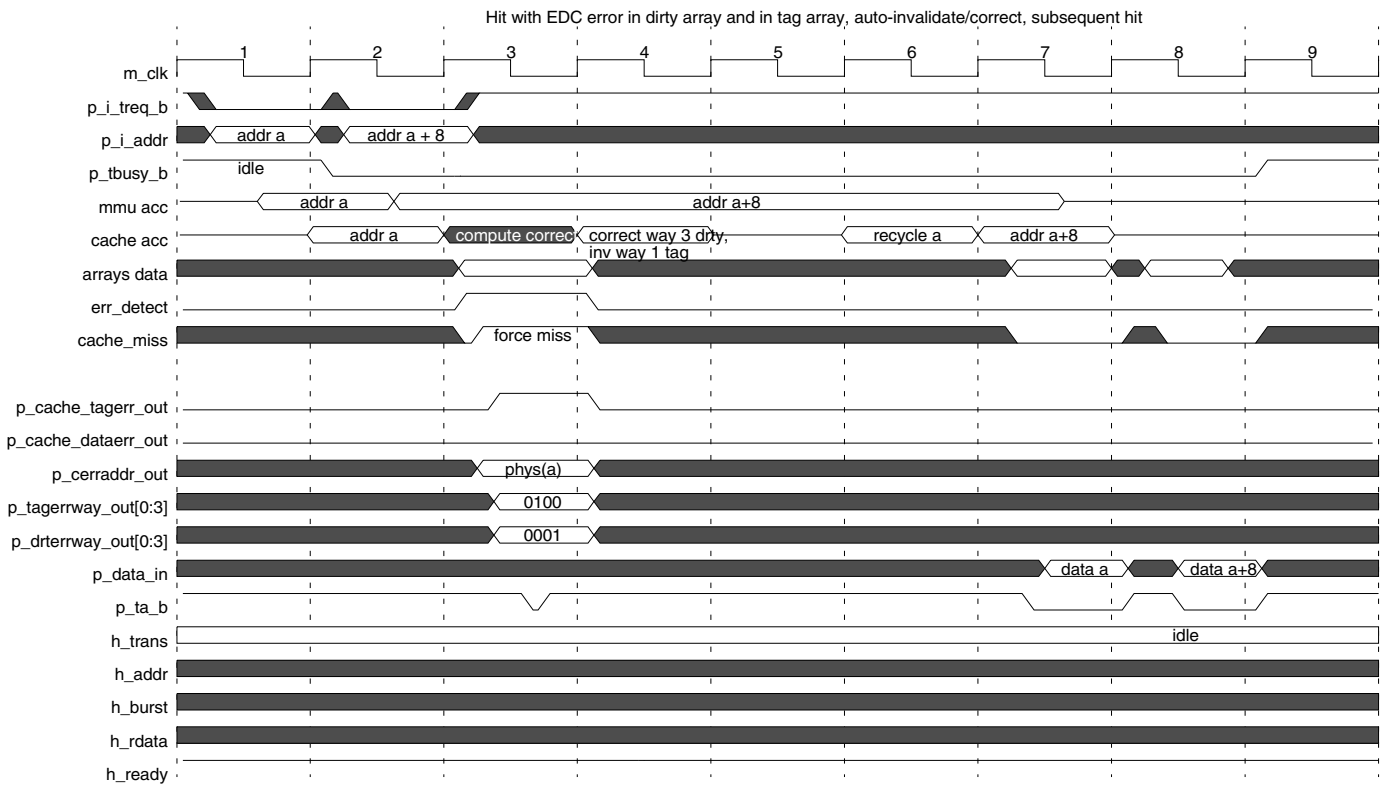 Hit with EDC error in dirty array and in tag array, auto-invalidate/correct, subsequent hit
1 2 3 4 5 6 7 8 9
m_clk
p_i_treq_b
p_i_addr addr a addr a + 8
p_tbusy_b idle
mmu acc addr a addr a+8
cache acc addr a compute correc correct way 3 drty, recycle a addr a+8
inv way 1 tag
arrays data
err_detect
cache_miss force miss
p_cache_tagerr_out
p_cache_dataerr_out
p_cerraddr_out phys(a)
p_tagerrway_out[0:3] 0100
p_drterrway_out[0:3] 0001
p_data_in data a data a+8
p_ta_b
h_trans idle
h_addr
h_burst
h_rdata
h_ready